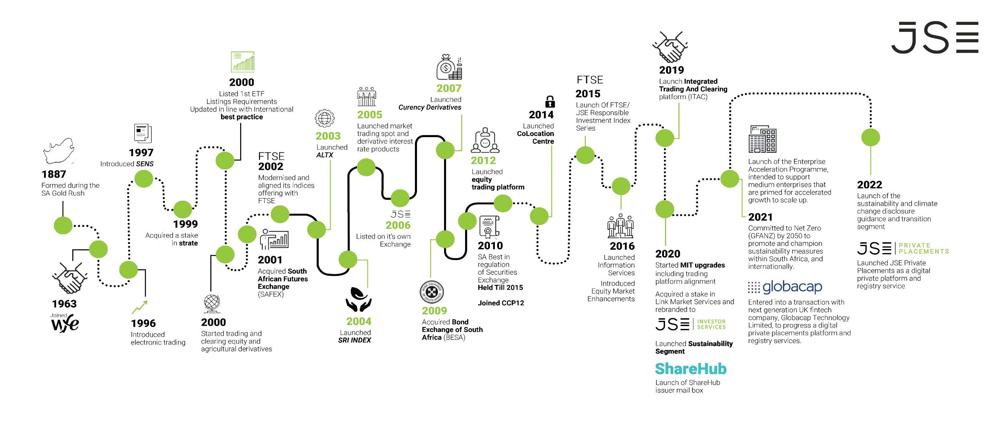 JSE
1887
Formed during the
SA Gold Rush
1963
Joined
wfe
1996
Introduced
electronic trading
1997
Introduced SENS
1999
Acquired a stake
in strate
2000
Listed 1st ETF
Listings Requirements
Updated in line with International
best practice
2000
Started trading and
clearing equity and
agricultural derivatives
2001
Acquired South
African Futures
Exchange
(SAFEX)
FTSE
2002
Modernised and
aligned its indices
offering with
FTSE
2003
Launched
ALTX
2004
Launched
SRI INDEX
2005
Launched market
trading spot and
derivative interest
rate products
JSE
2006
Listed on it's own
Exchange
2007
Launched
Curency Derivatives
BOND EXCHANGE
OF SOUTH AFRICA
2009
Acquired Bond
Exchange of South
Africa (BESA)
2010
SA Best in
regulation
of Securities
Exchange
Held Till 2015
Joined CCP12
2012
Launched
equity
trading platform
2014
Launched
CoLocation
Centre
FTSE
2015
Launch Of FTSE/
JSE Responsible
Investment Index
Series
2016
Launched
Information
Services
Introduced
Equity Market
Enhancements
2019
Launch Integrated
Trading And Clearing
platform (ITAC)
2020
Started MIT upgrades
including trading
platform alignment
Acquired a stake in
Link Market Services and
rebranded to
JSE INVESTOR
SERVICES
Launched Sustainability
Segment
ShareHub
Launch of ShareHub
issuer mail box
Launch of the Enterprise
Acceleration Programme,
intended to support
medium enterprises that
are primed for accelerated
growth to scale up.
2021
Committed to Net Zero
(GFANZ) by 2050 to
promote and champion
sustainability measures
within South Africa, and
internationally.
globacap
Entered into a transaction with
next generation UK fintech
company, Globacap Technology
Limited, to progress a digital
private placements platform and
registry services.
2022
Launch of the
sustainability and climate
change disclosure
guidance and transition
segment
JSE PRIVATE
PLACEMENTS
Launched JSE Private
Placements as a digital
private platform and
registry service